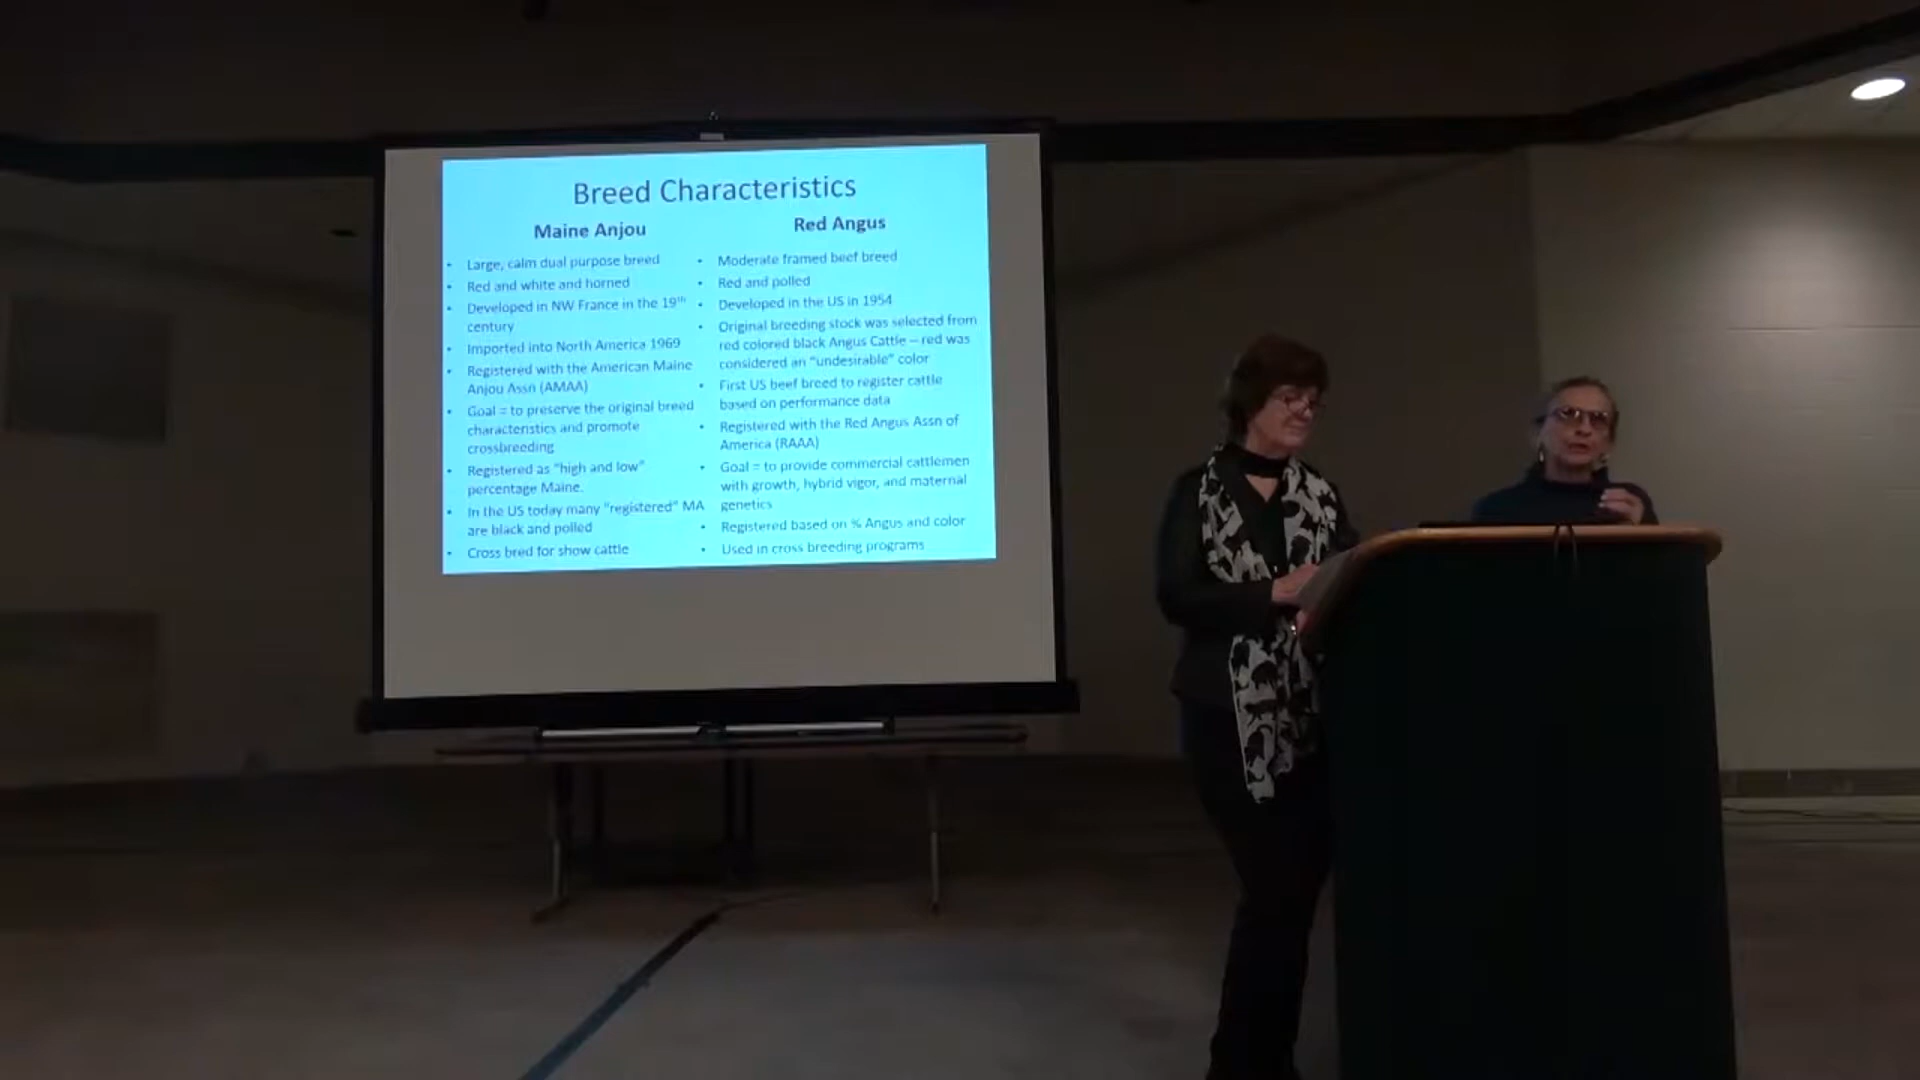 Breed Characteristics
Maine Anjou
• Large, calm dual purpose breed
• Red and white and horned
• Developed in NW France in the 19th
century
• Imported into North America 1969
• Registered with the American Maine
Anjou Assn (AMAA)
• Goal = to preserve the original breed
characteristics and promote
crossbreeding
• Registered as "high and low"
percentage Maine.
• In the US today many "registered" MA
are black and polled
• Cross bred for show cattle
Red Angus
• Moderate framed beef breed
• Red and polled
• Developed in the US in 1954
• Original breeding stock was selected from
red colored black Angus Cattle – red was
considered an "undesirable" color
• First US beef breed to register cattle
based on performance data
• Registered with the Red Angus Assn of
America (RAAA)
• Goal = to provide commercial cattlemen
with growth, hybrid vigor, and maternal
genetics
• Registered based on % Angus and color
• Used in cross breeding programs